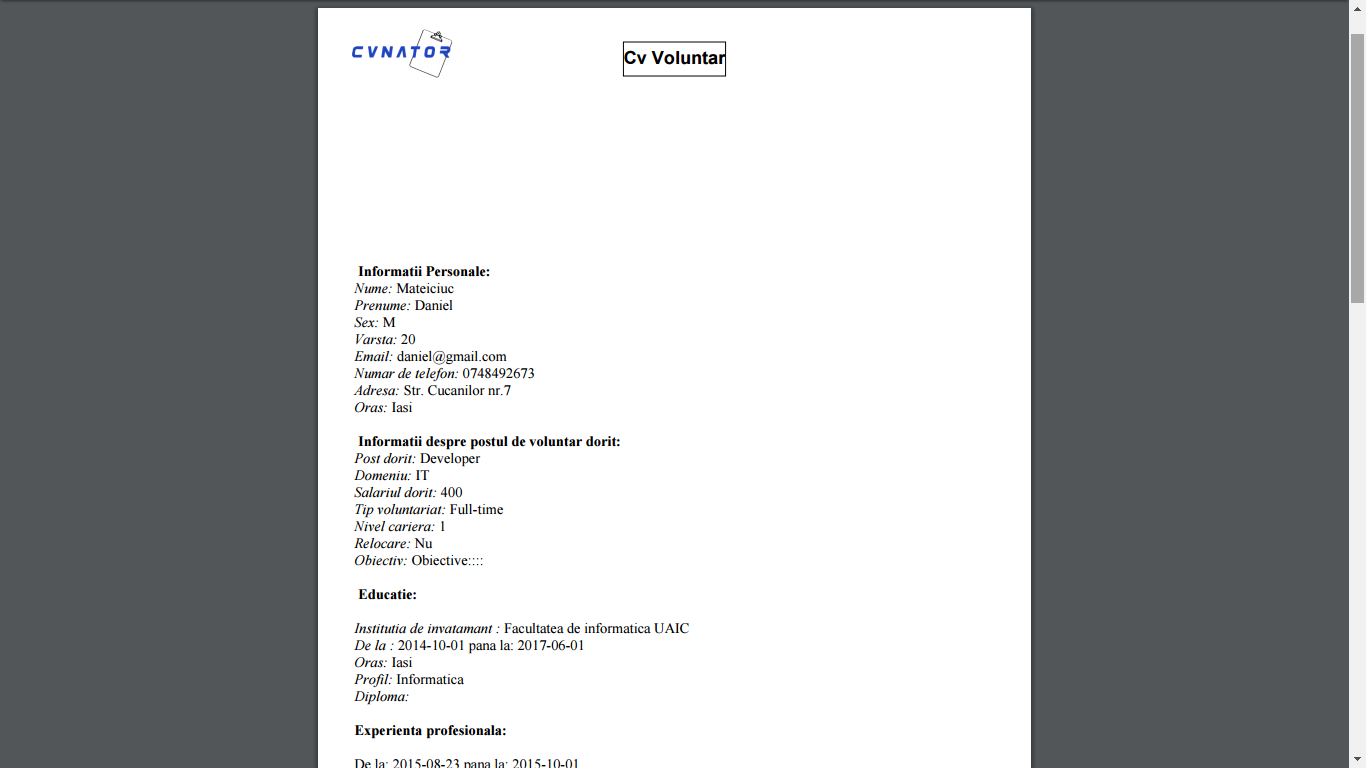 CVNATOR
Cv Voluntar
Informatii Personale:
Nume: Mateiciuc
Prenume: Daniel
Sex: M
Varsta: 20
Email: daniel@gmail.com
Numar de telefon: 0748492673
Adresa: Str. Cucanilor nr.7
Oras: Iasi
Informatii despre postul de voluntar dorit:
Post dorit: Developer
Domeniu: IT
Salariul dorit: 400
Tip voluntariat: Full-time
Nivel cariera: 1
Relocare: Nu
Obiectiv: Obiective::::
Educatie:
Institutia de invatamant : Facultatea de informatica UAIC
De la : 2014-10-01 pana la: 2017-06-01
Oras: Iasi
Profil: Informatica
Diploma:
Experienta profesionala:
De la: 2015-08-23 pana la: 2015-10-01